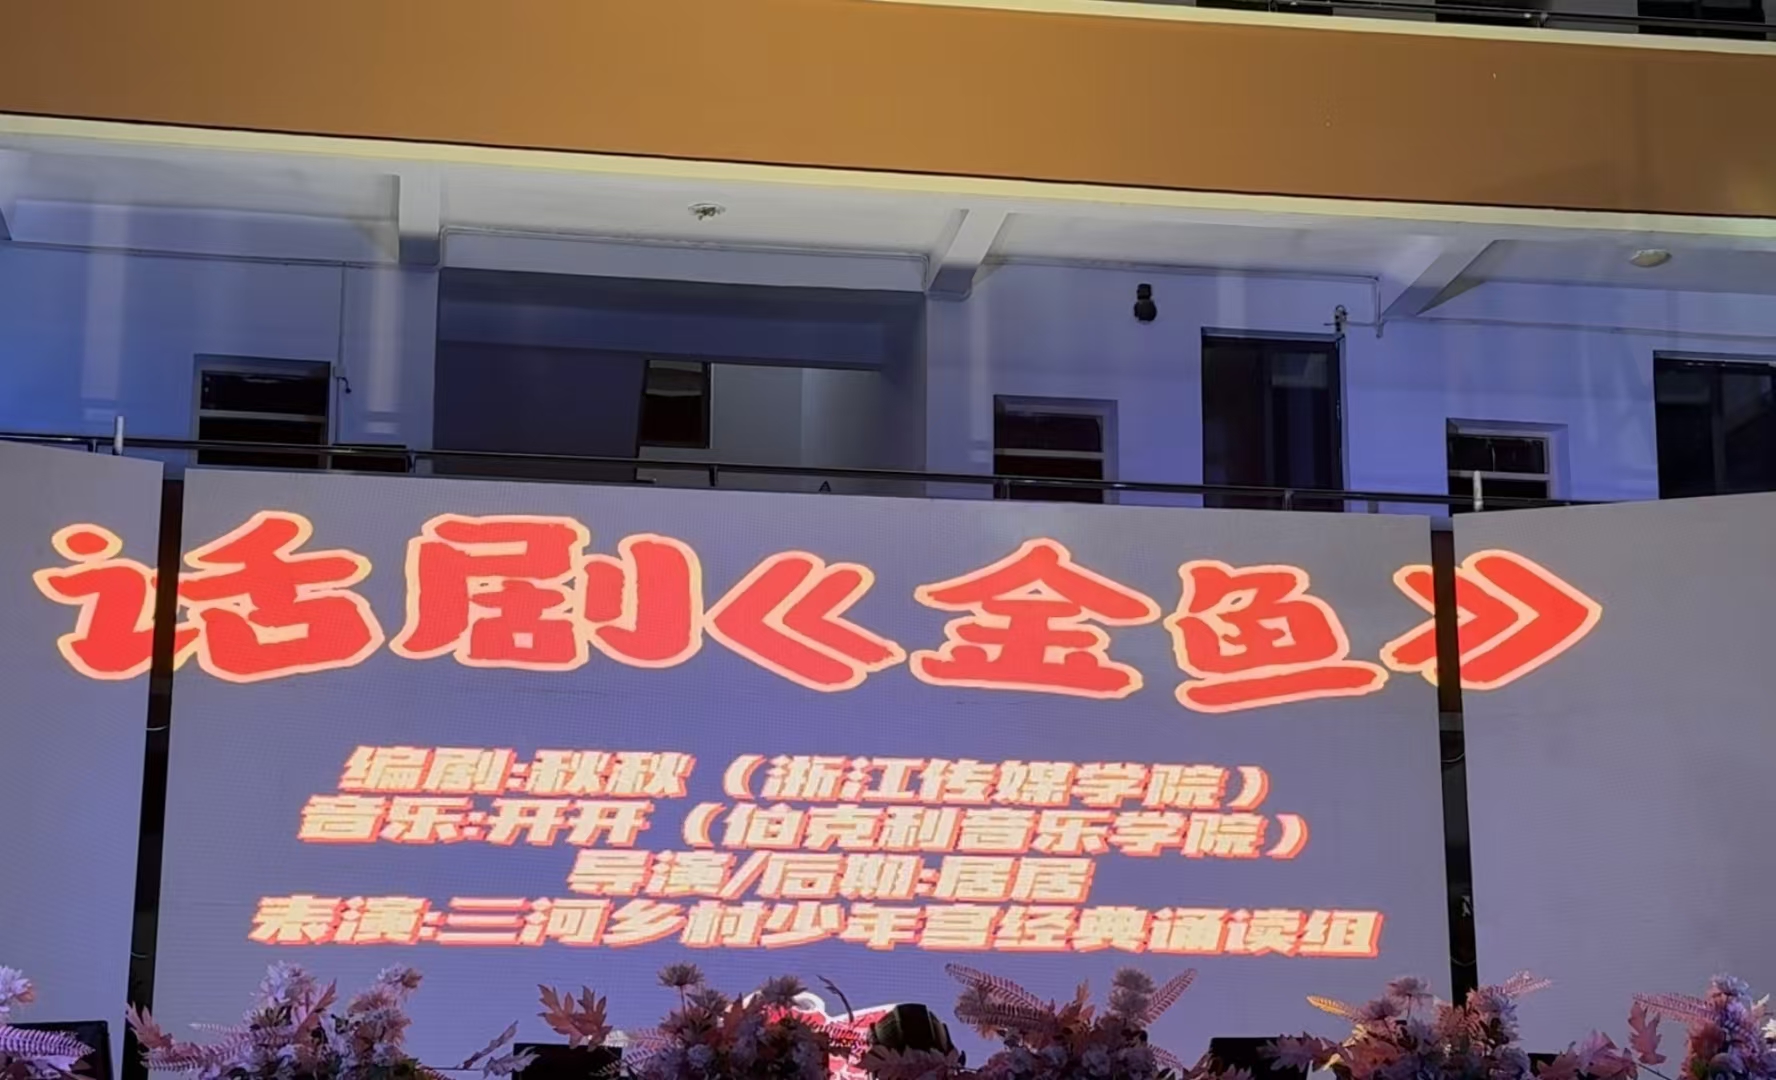 话剧《金鱼》
编剧:秋秋（浙江传媒学院）
音乐:开开（伯克利音乐学院）
导演/后期:居居
表演:三河乡村少年宫经典诵读组